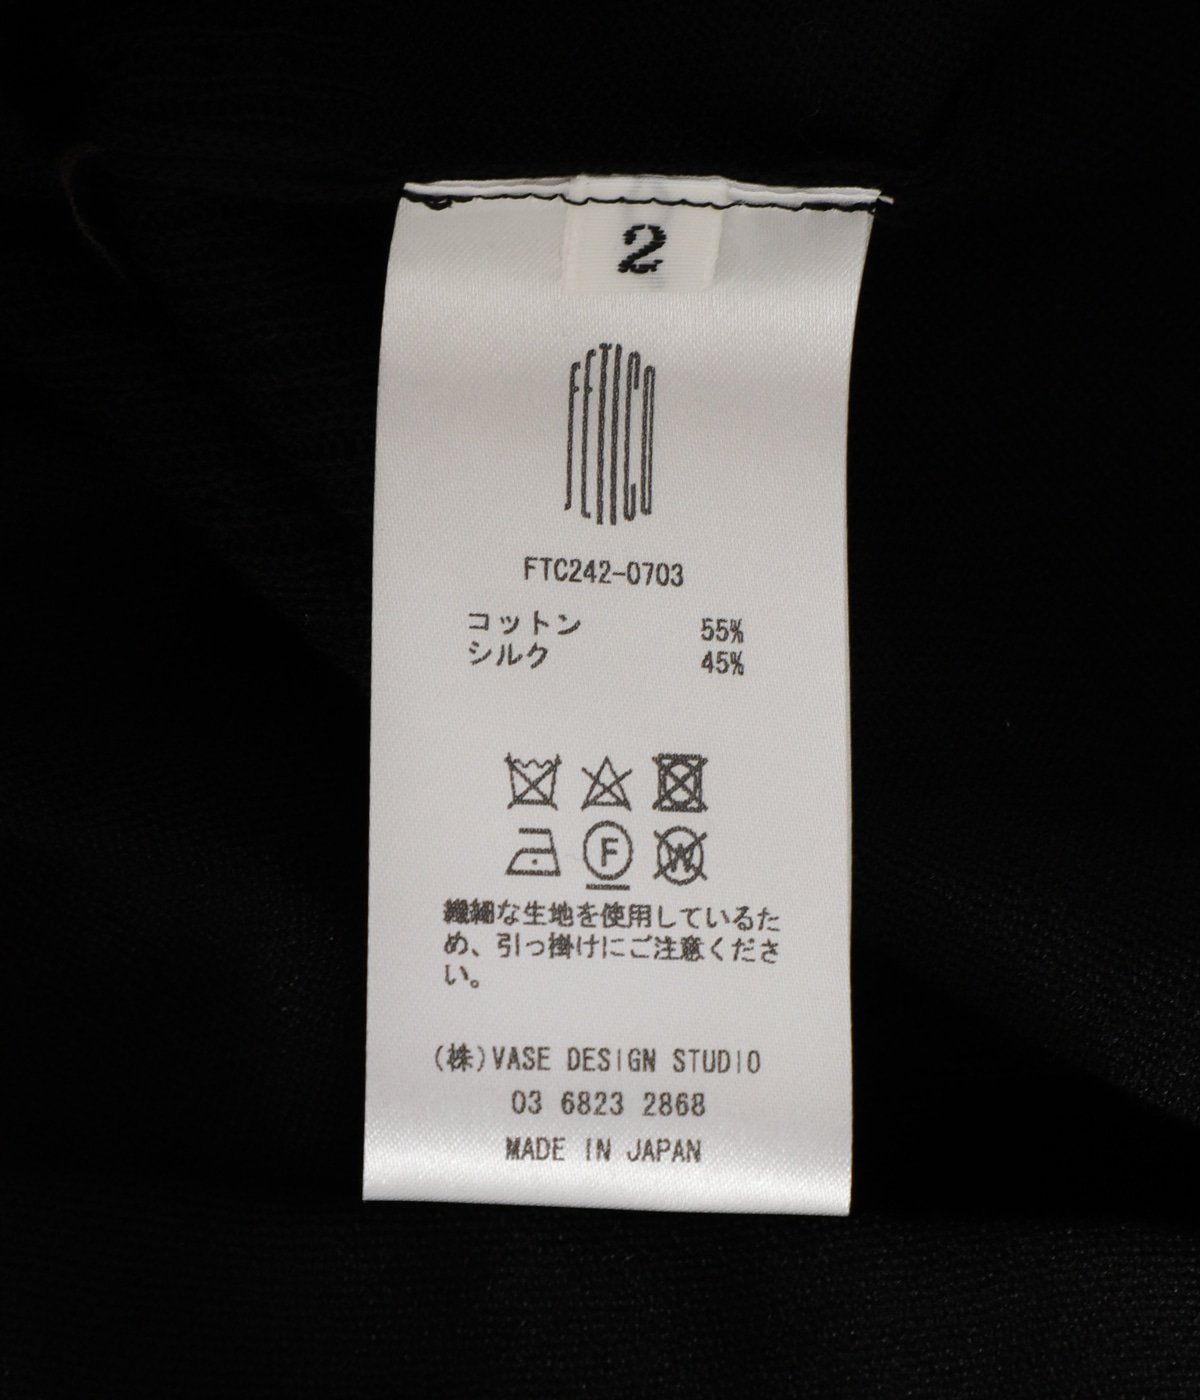 2
FETICO
FTC242-0703
コットン 55%
シルク 45%
F
W
繊細な生地を使用しているた
め、引っ掛けにご注意くださ
い。
(株)VASE DESIGN STUDIO
03 6823 2868
MADE IN JAPAN